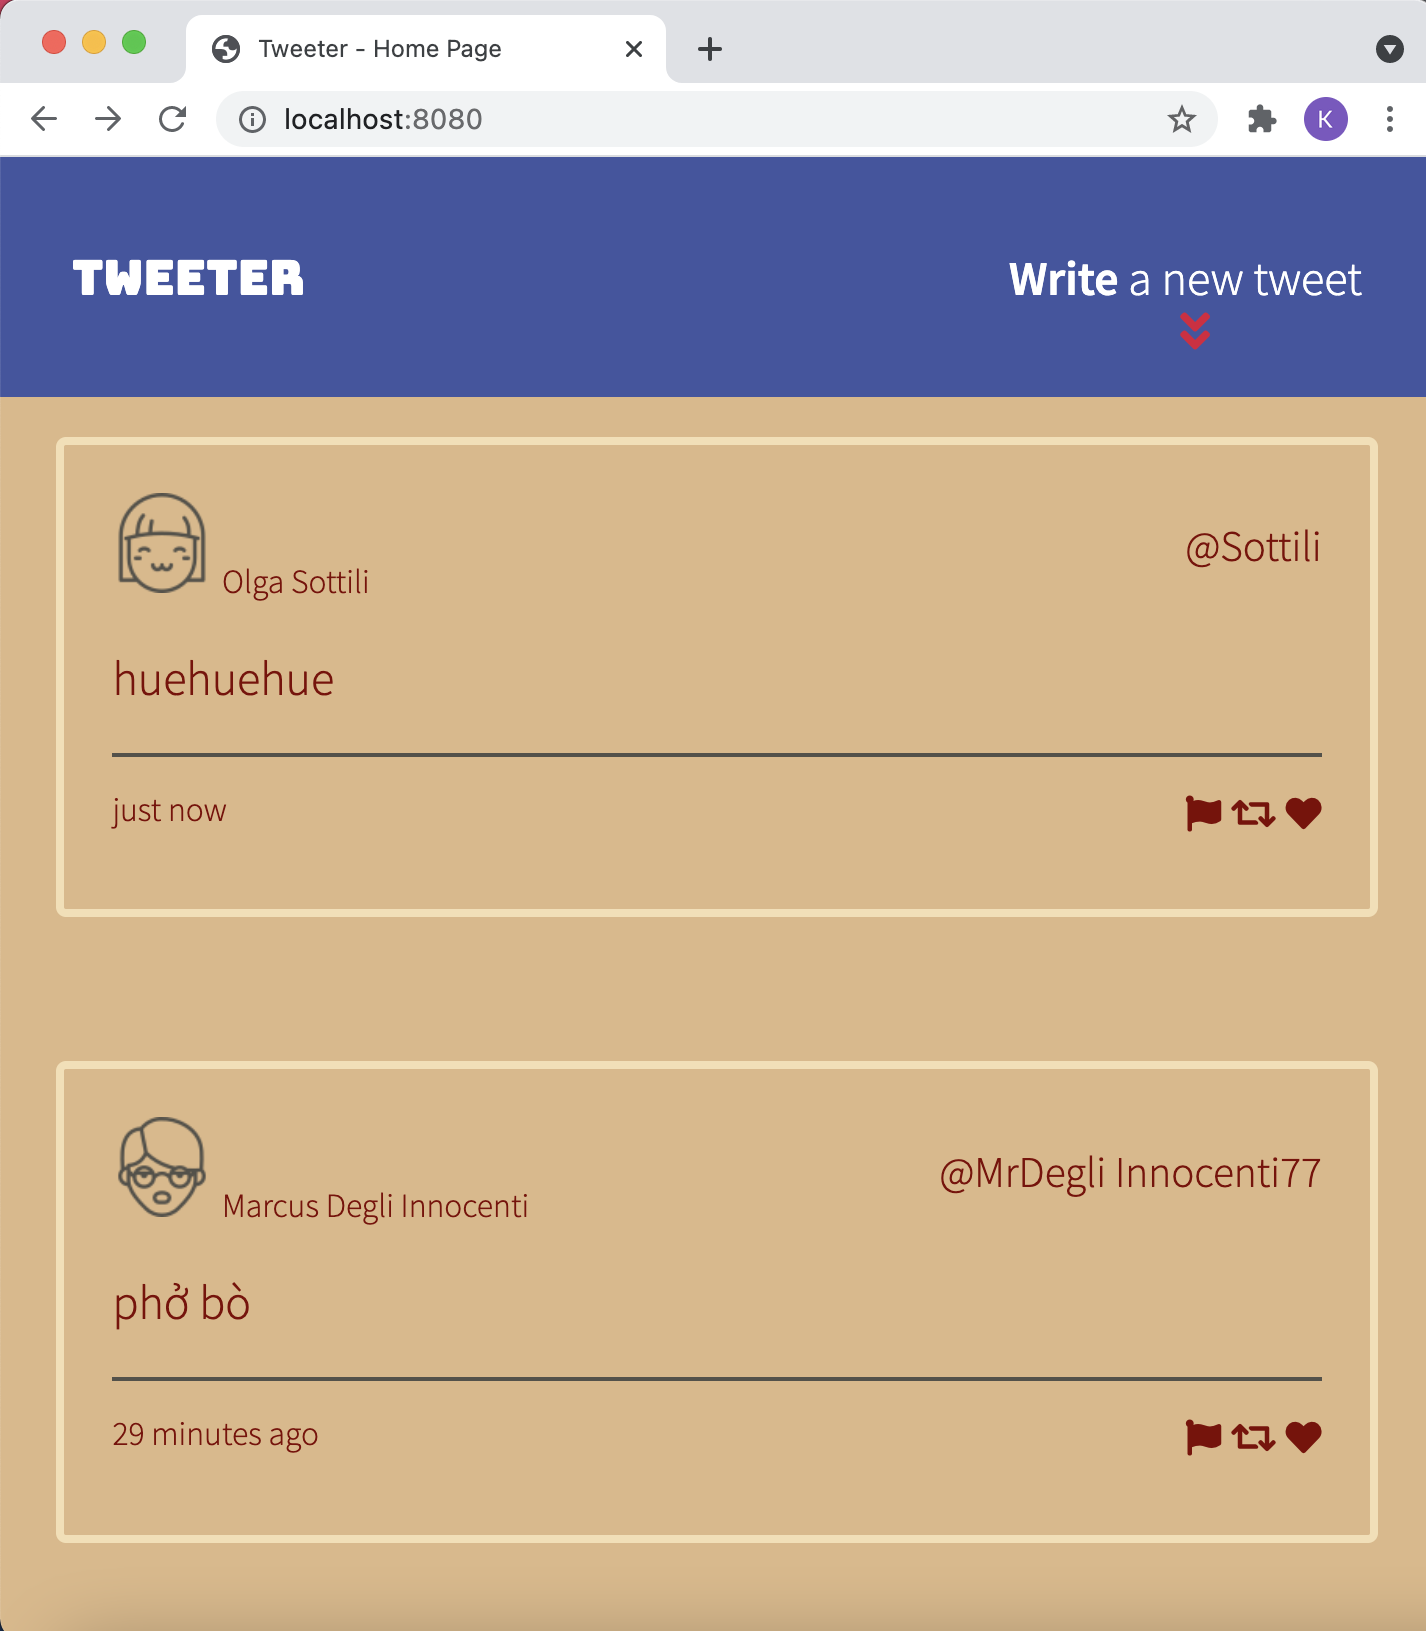 Tweeter - Home Page
localhost:8080
K
TWEETER
Write a new tweet
@Sottili
Olga Sottili
huehuehue
just now
@MrDegli Innocenti77
Marcus Degli Innocenti
phở bò
29 minutes ago